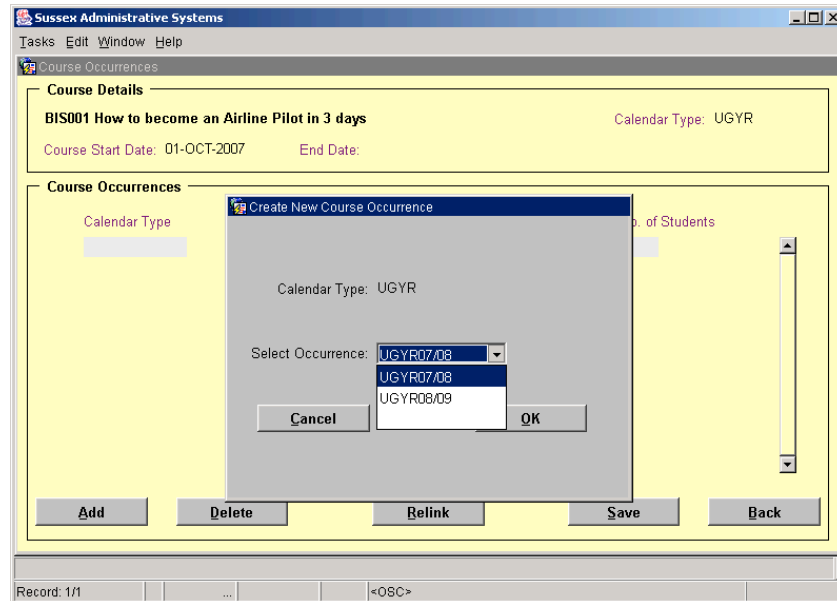 Sussex Administrative Systems
Tasks Edit Window Help
Course Occurrences
Course Details
BIS001 How to become an Airline Pilot in 3 days
Calendar Type: UGYR
Course Start Date: 01-OCT-2007 End Date:
Course Occurrences
Create New Course Occurrence
Calendar Type
of Students
Calendar Type: UGYR
Select Occurrence: UGYR07/08
UGYR07/08
UGYR08/09
Cancel OK
Add Delete Relink Save Back
Record: 1/1 ... <OSC>